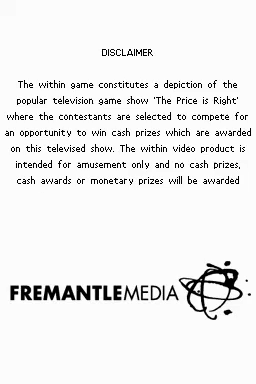 DISCLAIMER
The within game constitutes a depiction of the
popular television game show 'The Price is Right'
where the contestants are selected to compete for
an opportunity to win cash prizes which are awarded
on this televised show. The within video product is
intended for amusement only and no cash prizes,
cash awards or monetary prizes will be awarded
FREMANTLEMEDIA